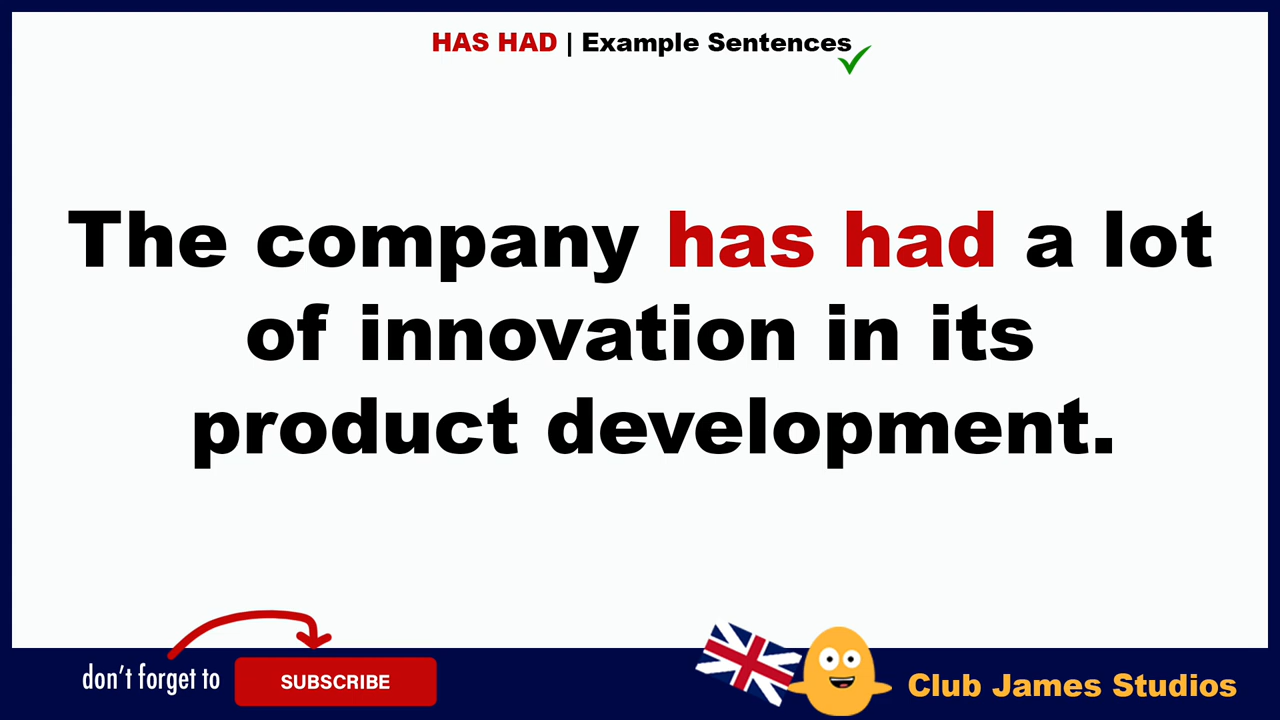 HAS HAD | Example Sentences
The company has had a lot
of innovation in its
product development.
don't forget to
SUBSCRIBE
Club James Studios